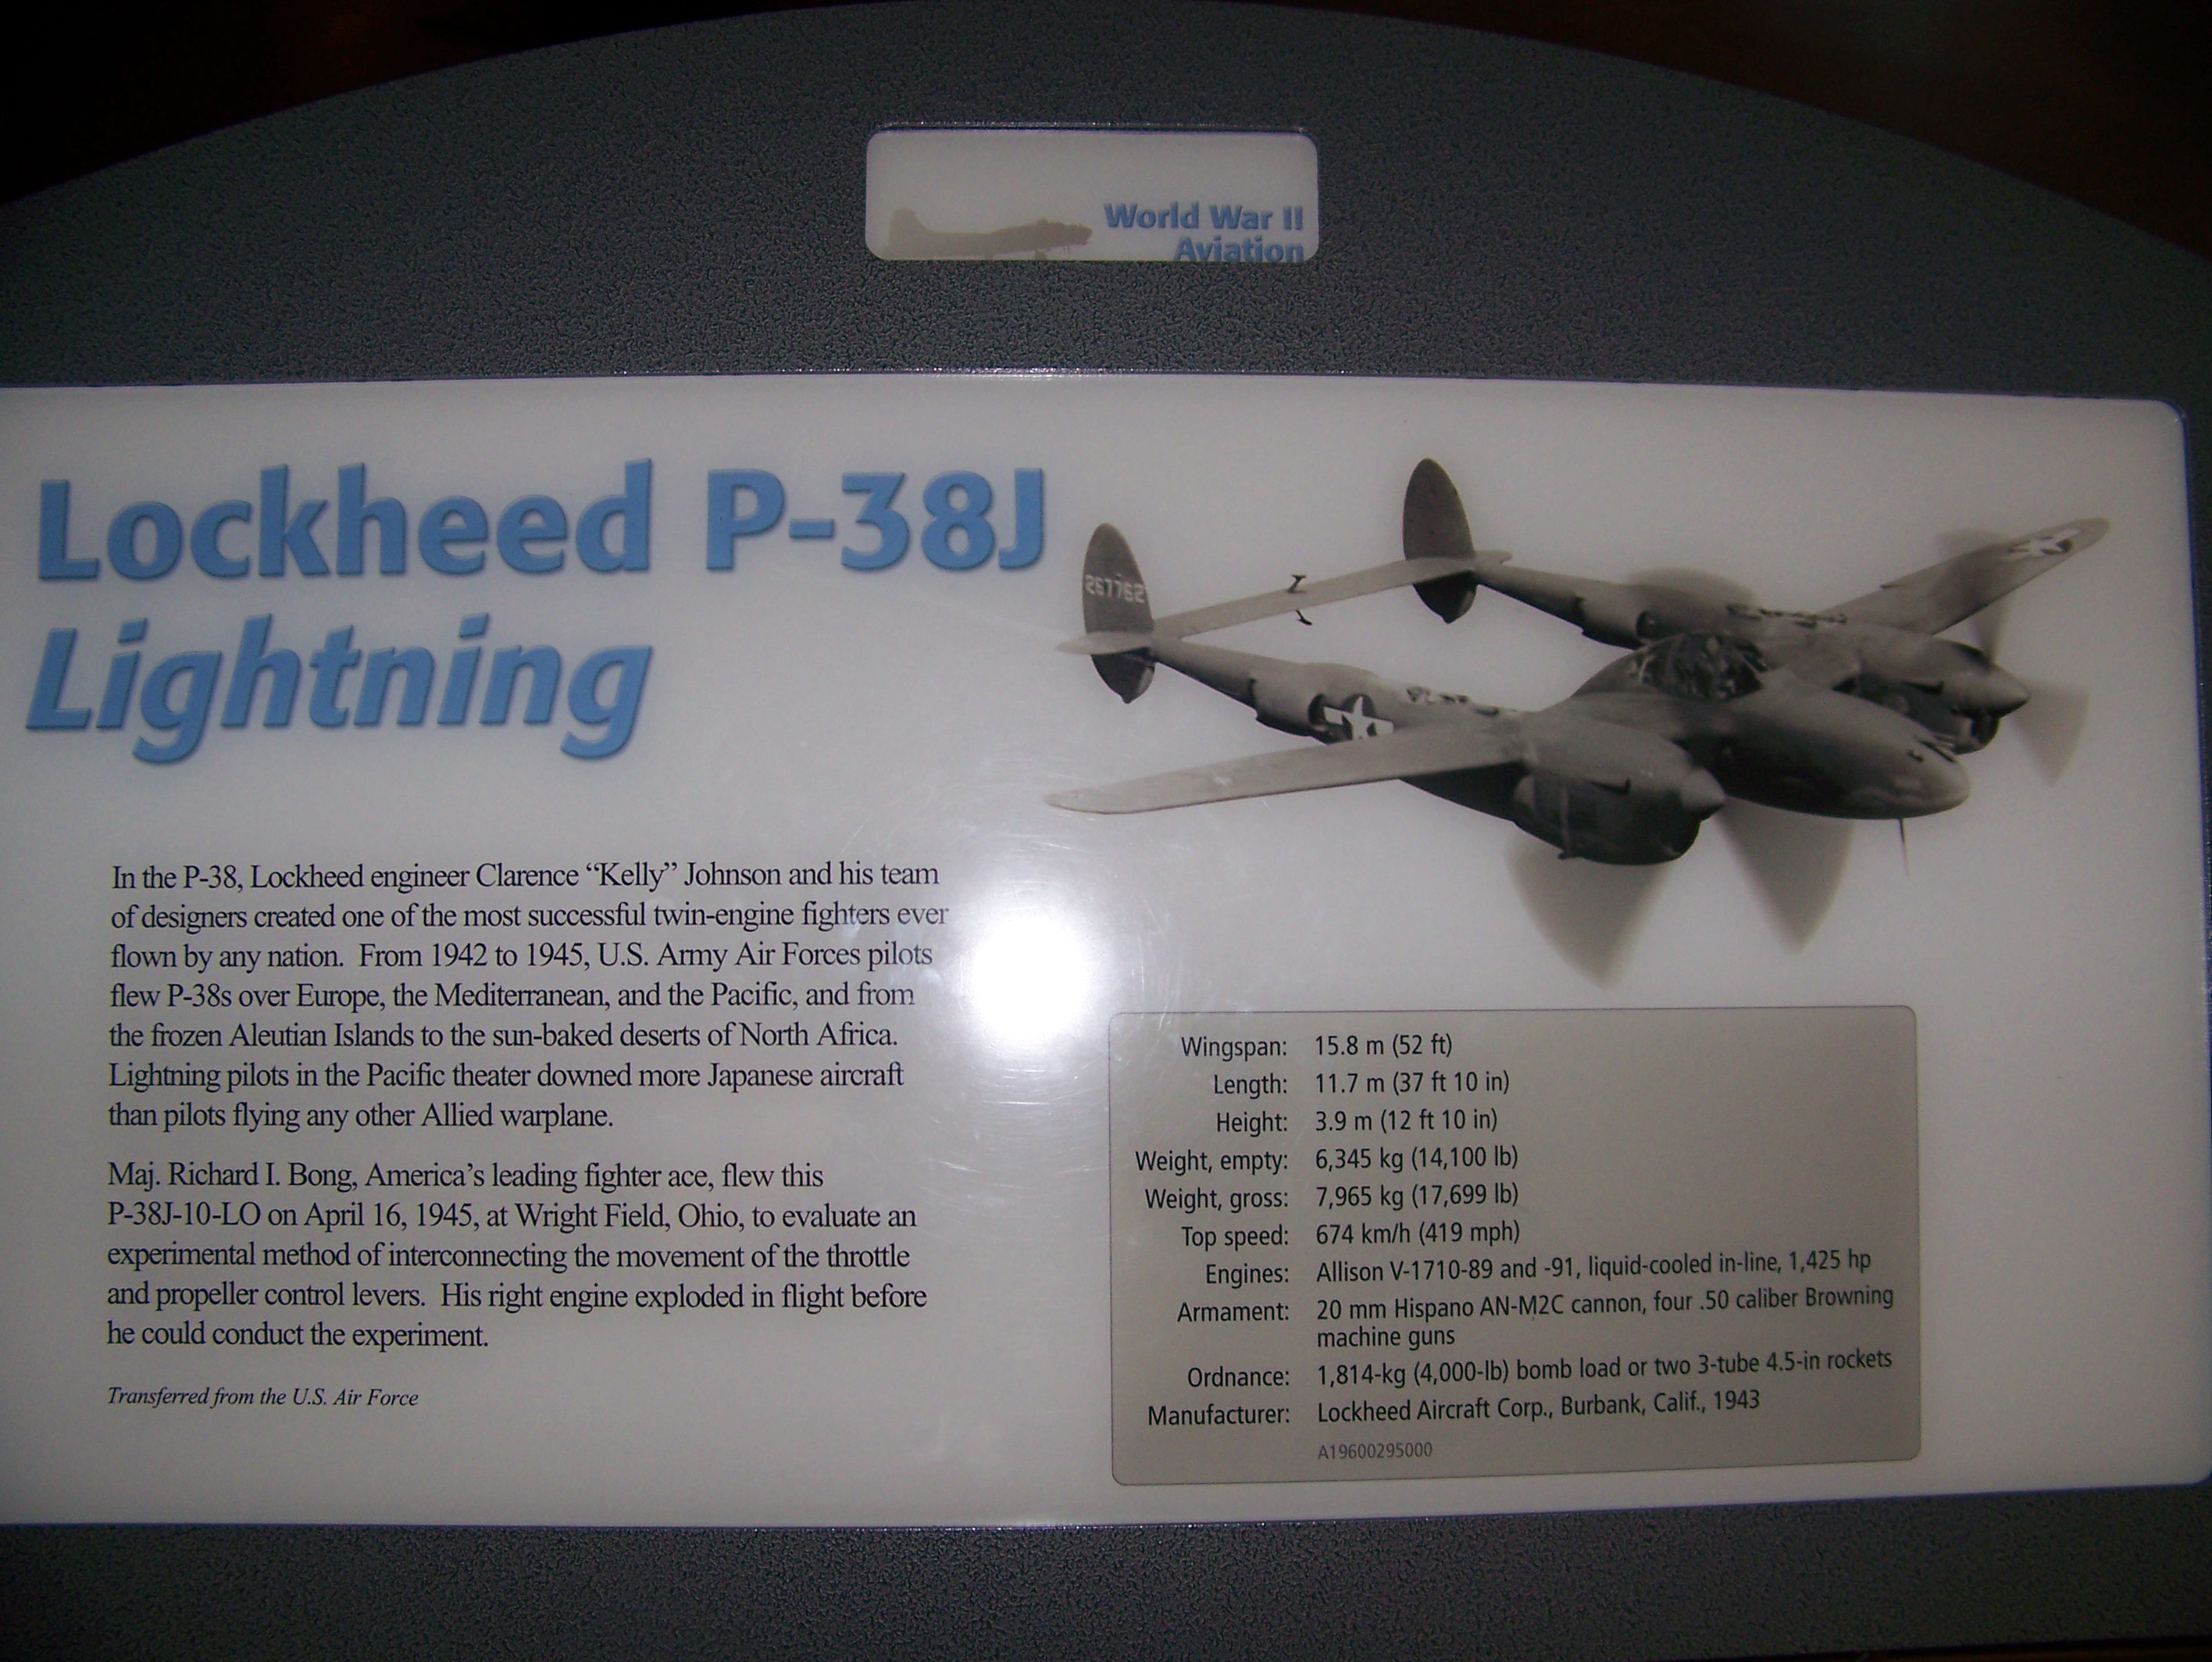 World War II
Aviation
Lockheed P-38J
Lightning
267762
In the P-38, Lockheed engineer Clarence “Kelly” Johnson and his team
of designers created one of the most successful twin-engine fighters ever
flown by any nation. From 1942 to 1945, U.S. Army Air Forces pilots
flew P-38s over Europe, the Mediterranean, and the Pacific, and from
the frozen Aleutian Islands to the sun-baked deserts of North Africa.
Lightning pilots in the Pacific theater downed more Japanese aircraft
than pilots flying any other Allied warplane.
Maj. Richard I. Bong, America’s leading fighter ace, flew this
P-38J-10-LO on April 16, 1945, at Wright Field, Ohio, to evaluate an
experimental method of interconnecting the movement of the throttle
and propeller control levers. His right engine exploded in flight before
he could conduct the experiment.
Transferred from the U.S. Air Force
Wingspan: 15.8 m (52 ft)
Length: 11.7 m (37 ft 10 in)
Height: 3.9 m (12 ft 10 in)
Weight, empty: 6,345 kg (14,100 lb)
Weight, gross: 7,965 kg (17,699 lb)
Top speed: 674 km/h (419 mph)
Engines: Allison V-1710-89 and -91, liquid-cooled in-line, 1,425 hp
Armament: 20 mm Hispano AN-M2C cannon, four .50 caliber Browning
machine guns
Ordnance: 1,814-kg (4,000-lb) bomb load or two 3-tube 4.5-in rockets
Manufacturer: Lockheed Aircraft Corp., Burbank, Calif., 1943
A19600295000